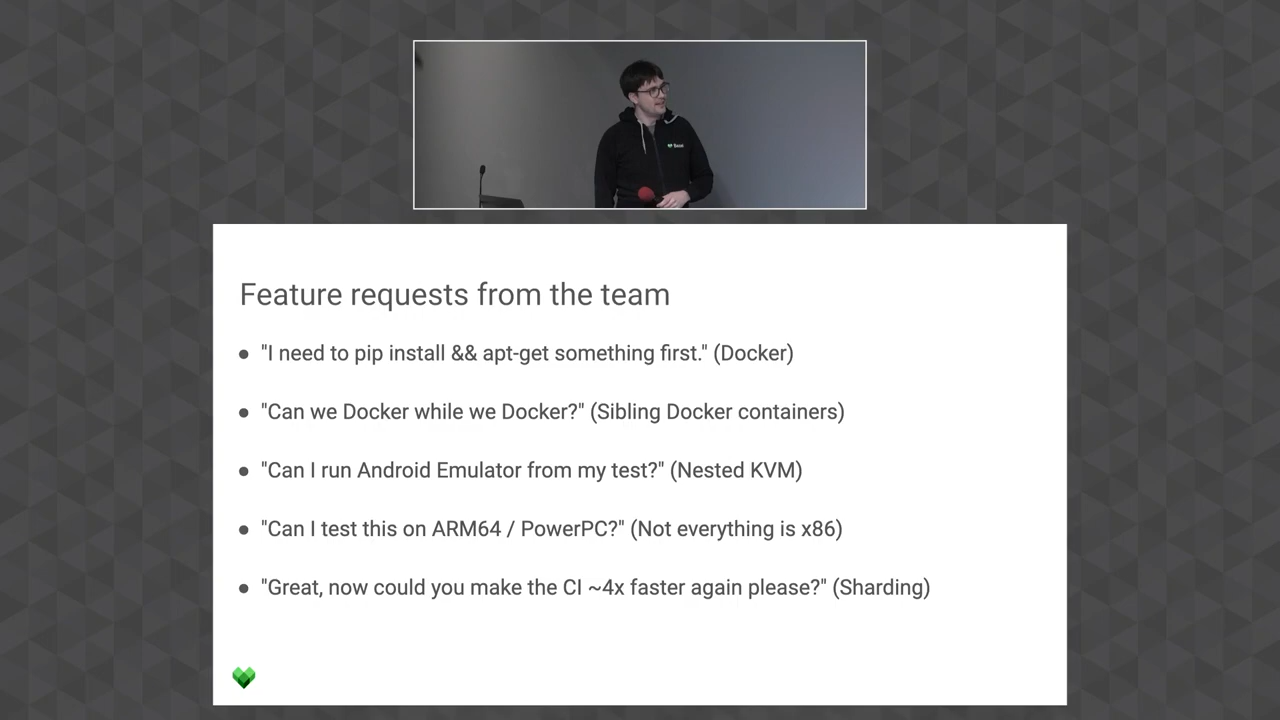 Feature requests from the team
● "I need to pip install && apt-get something first." (Docker)
● "Can we Docker while we Docker?" (Sibling Docker containers)
● "Can I run Android Emulator from my test?" (Nested KVM)
● "Can I test this on ARM64 / PowerPC?" (Not everything is x86)
● "Great, now could you make the CI ~4x faster again please?" (Sharding)